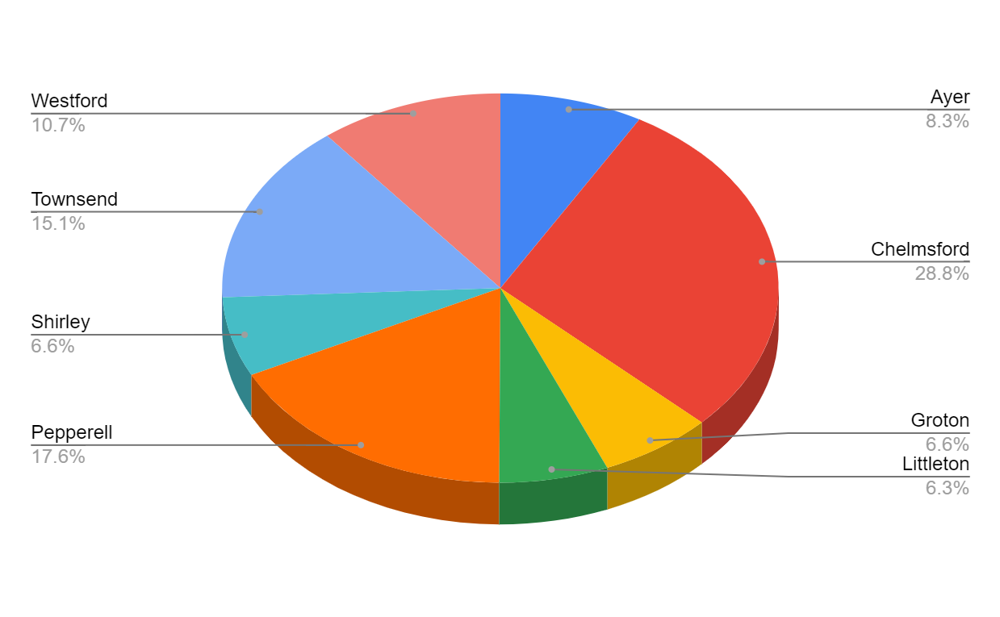 Westford
10.7%
Townsend
15.1%
Shirley
6.6%
Pepperell
17.6%
Ayer
8.3%
Chelmsford
28.8%
Groton
6.6%
Littleton
6.3%